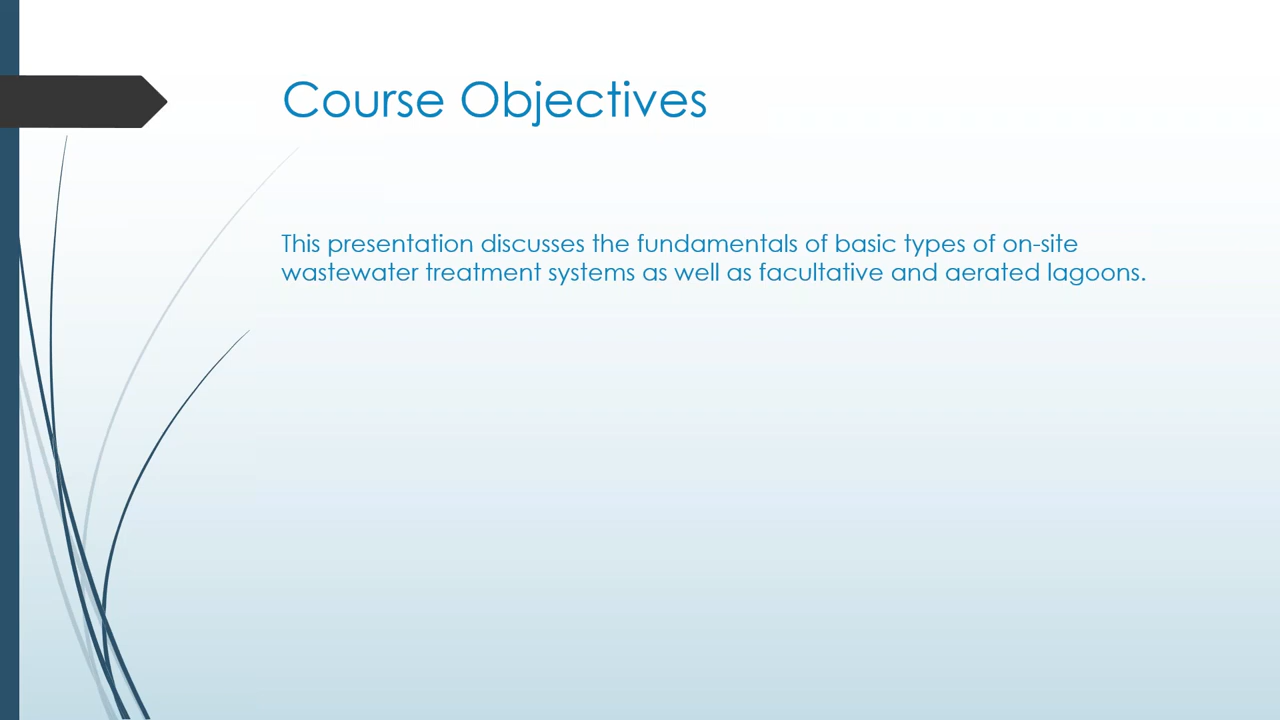 Course Objectives
This presentation discusses the fundamentals of basic types of on-site
wastewater treatment systems as well as facultative and aerated lagoons.